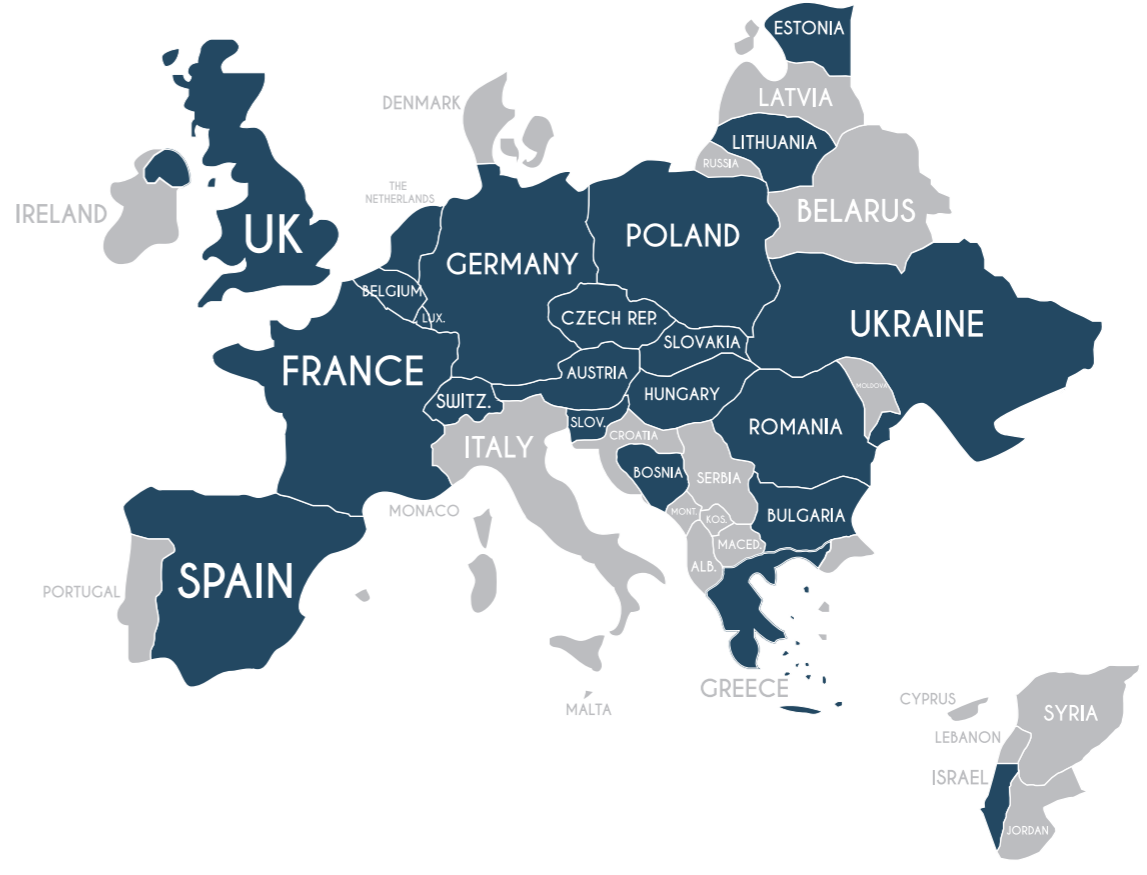 ESTONIA
DENMARK
LATVIA
LITHUANIA
RUSSIA
THE
NETHERLANDS
IRELAND
BELARUS
UK
POLAND
GERMANY
BELGIUM
LUX.
CZECH REP.
UKRAINE
SLOVAKIA
FRANCE
AUSTRIA
MOLDOVA
HUNGARY
SWITZ.
SLOV.
ROMANIA
CROATIA
ITALY
BOSNIA
SERBIA
MONACO
MONT.
KOS.
BULGARIA
MACED.
ALB.
SPAIN
PORTUGAL
GREECE
CYPRUS
MALTA
SYRIA
LEBANON
ISRAEL
JORDAN